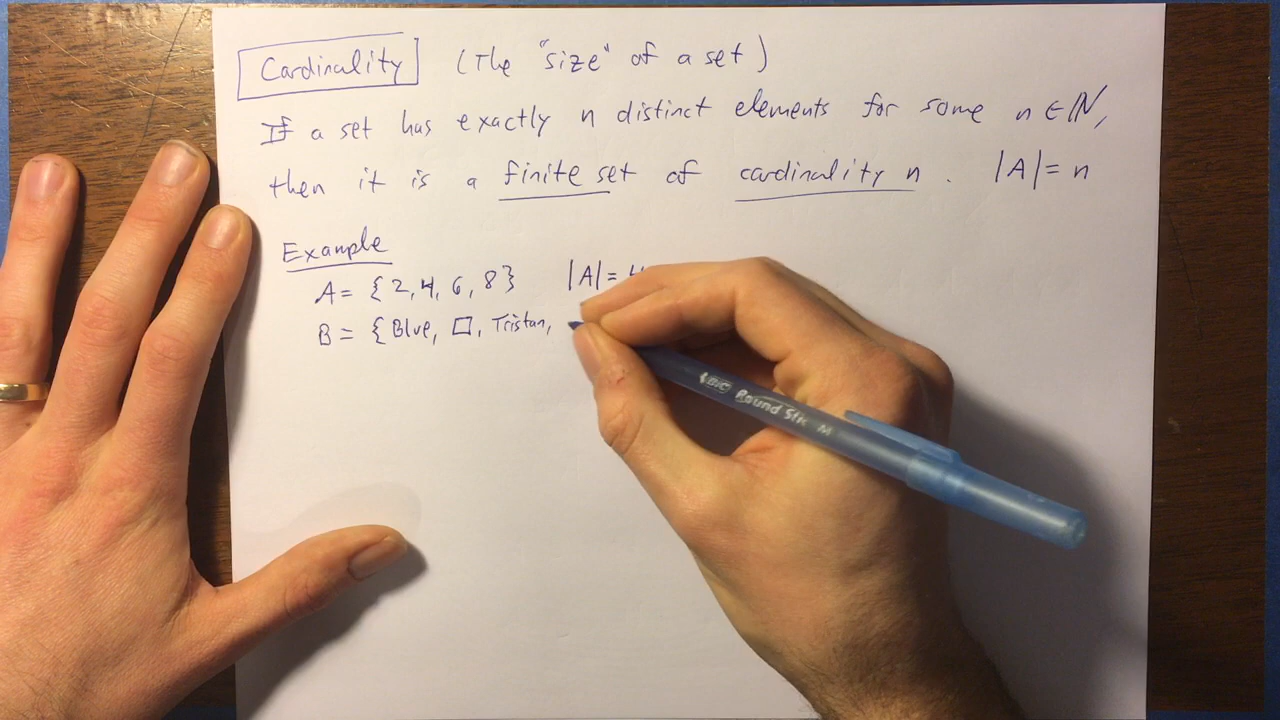 Cardinality (The "size" of a set)
If a set has exactly n distinct elements for some n ∈ ℕ,
then it is a finite set of cardinality n. |A| = n
Example
A = {2, 4, 6, 8} |A| = 4
B = {Blue, □, Tristan,
BIC Round Stic M